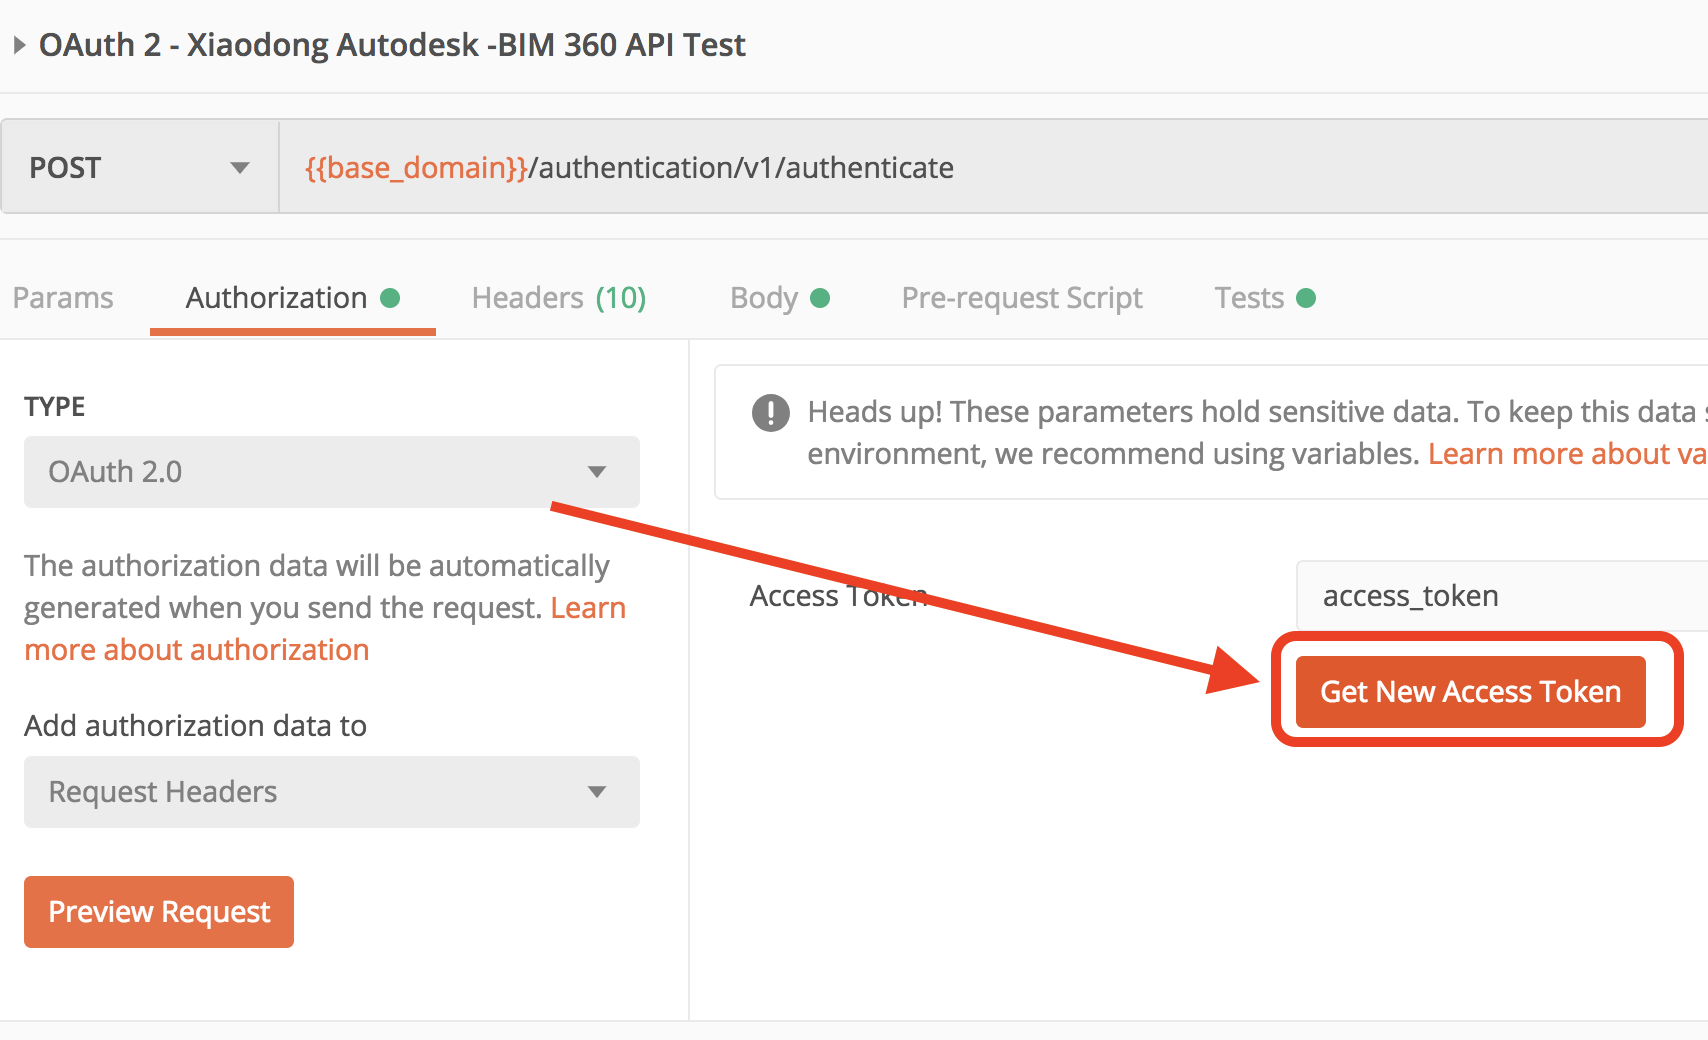 OAuth 2 - Xiaodong Autodesk -BIM 360 API Test
POST
{{base_domain}}/authentication/v1/authenticate
Params Authorization Headers (10) Body Pre-request Script Tests
TYPE
OAuth 2.0
The authorization data will be automatically
generated when you send the request. Learn
more about authorization
Add authorization data to
Request Headers
Preview Request
Heads up! These parameters hold sensitive data. To keep this data
environment, we recommend using variables. Learn more about va
Access Token
access_token
Get New Access Token